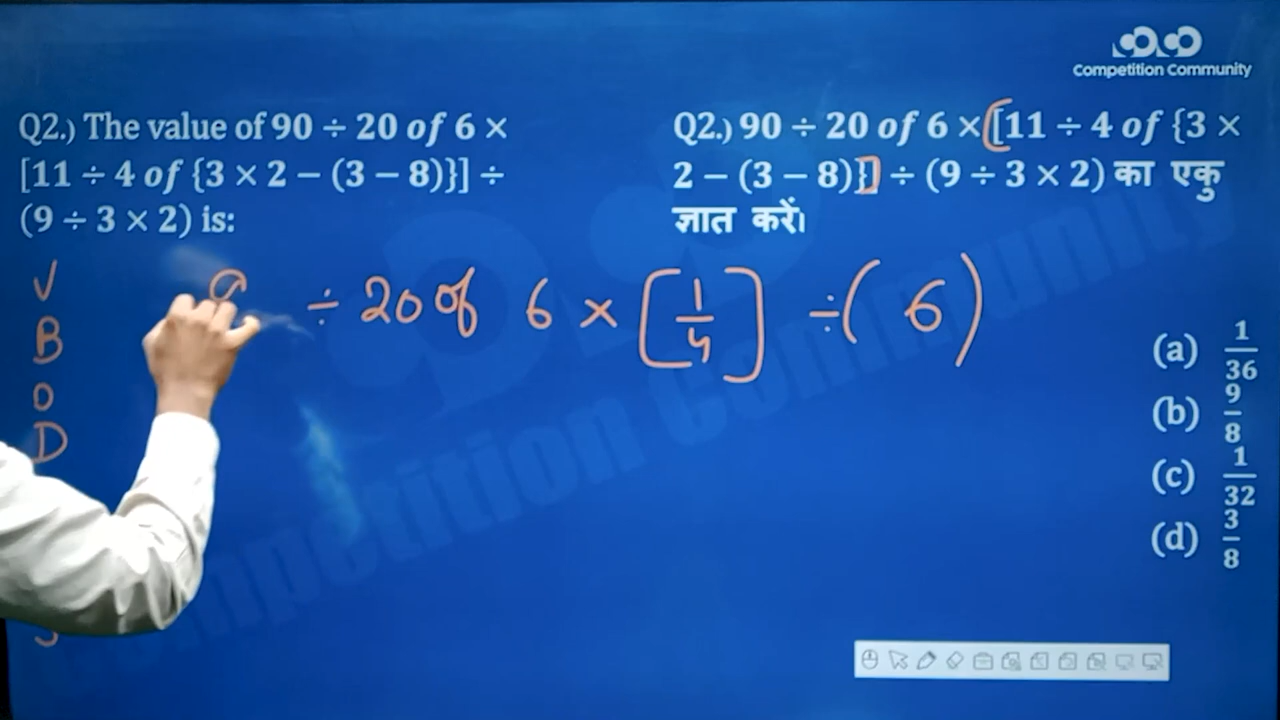 Competition Community
Q2.) The value of 90 ÷ 20 of 6 ×
[11 ÷ 4 of {3 × 2 − (3 − 8)}] ÷
(9 ÷ 3 × 2) is:
Q2.) 90 ÷ 20 of 6 × [11 ÷ 4 of {3 ×
2 − (3 − 8)}] ÷ (9 ÷ 3 × 2) का एकु
ज्ञात करें।
V
B
O
D
÷ 20 of 6 × [1/4] ÷ (6)
(a) 1/36
(b) 9/8
(c) 1/32
(d) 3/8
Competition Community